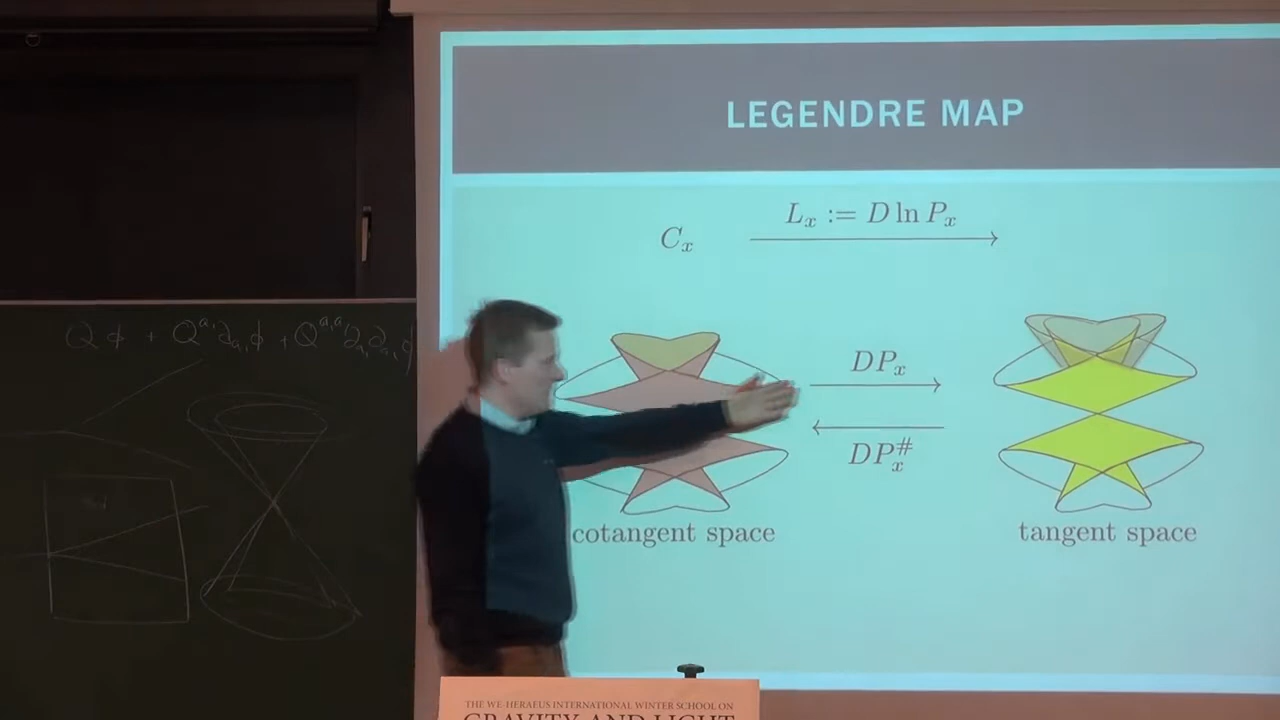 LEGENDRE MAP
L_x := D ln P_x
C_x
DP_x
DP_x^#
cotangent space
tangent space
Qϕ + Q^{a_1}∂_{a_1}ϕ + Q^{a_1 a_2}∂_{a_1}∂_{a_2}ϕ
THE WE-HERAEUS INTERNATIONAL WINTER SCHOOL ON
GRAVITY AND LIGHT